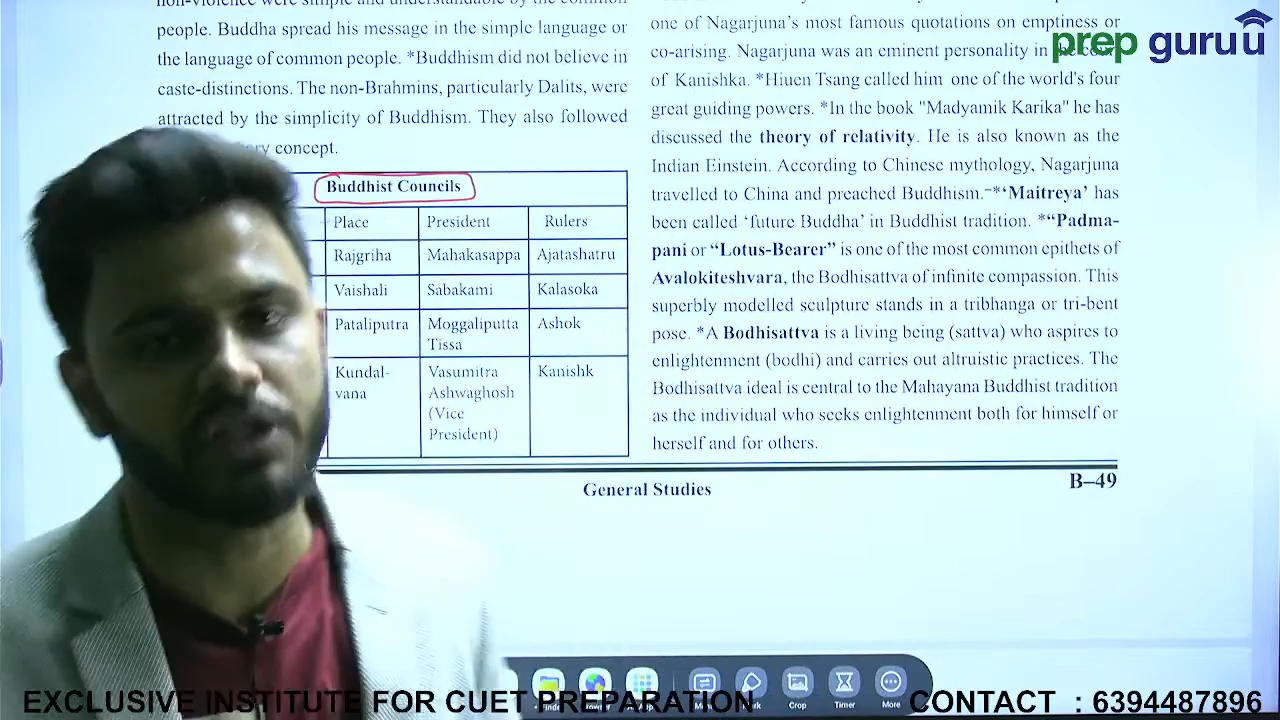 non-violence were simple and understandable by the common
people. Buddha spread his message in the simple language or
the language of common people. *Buddhism did not believe in
caste-distinctions. The non-Brahmins, particularly Dalits, were
attracted by the simplicity of Buddhism. They also followed
concept.
Buddhist Councils
Place President Rulers
Rajgriha Mahakasappa Ajatashatru
Vaishali Sabakami Kalasoka
Pataliputra Moggaliputta Ashok
Tissa
Kundal- Vasumitra Kanishk
vana Ashwaghosh
(Vice
President)
one of Nagarjuna's most famous quotations on emptiness or
co-arising. Nagarjuna was an eminent personality in
of Kanishka. *Hiuen Tsang called him one of the world's four
great guiding powers. *In the book "Madyamik Karika" he has
discussed the theory of relativity. He is also known as the
Indian Einstein. According to Chinese mythology, Nagarjuna
travelled to China and preached Buddhism. *'Maitreya' has
been called 'future Buddha' in Buddhist tradition. *"Padma-
pani or "Lotus-Bearer" is one of the most common epithets of
Avalokiteshvara, the Bodhisattva of infinite compassion. This
superbly modelled sculpture stands in a tribhanga or tri-bent
pose. *A Bodhisattva is a living being (sattva) who aspires to
enlightenment (bodhi) and carries out altruistic practices. The
Bodhisattva ideal is central to the Mahayana Buddhist tradition
as the individual who seeks enlightenment both for himself or
herself and for others.
General Studies
B–49
prep guruu
Crop Timer More
EXCLUSIVE INSTITUTE FOR CUET PREPARATION
CONTACT : 6394487896